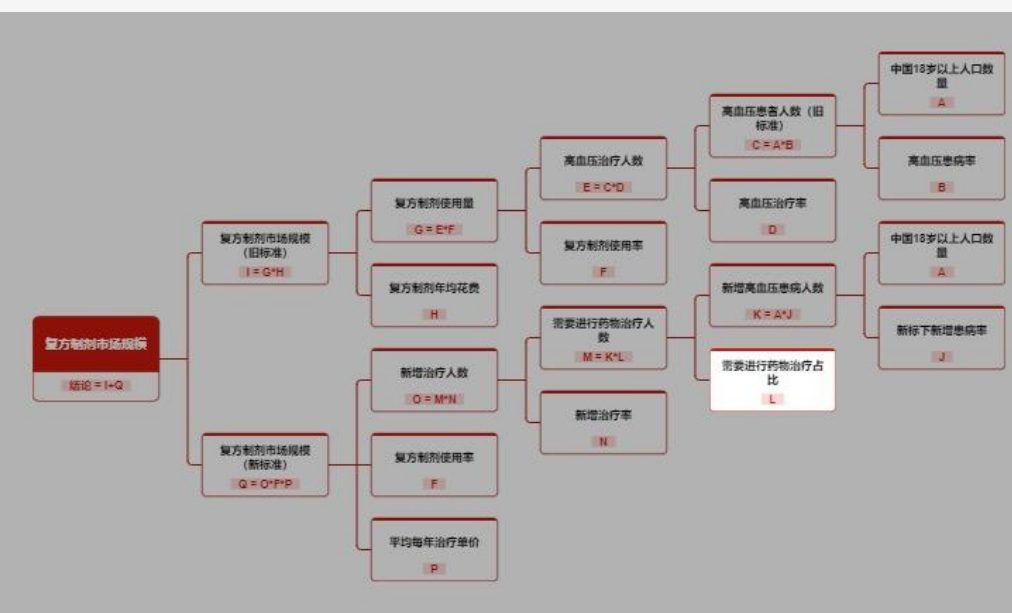 复方制剂市场规模
结论 = I+Q
复方制剂市场规模
(旧标准)
I = G*H
复方制剂使用量
G = E*F
高血压治疗人数
E = C*D
高血压患者人数（旧
标准）
C = A*B
中国18岁以上人口数
量
A
高血压患病率
B
高血压治疗率
D
复方制剂使用率
F
复方制剂年均花费
H
复方制剂市场规模
(新标准)
Q = O*F*P
新增治疗人数
O = M*N
需要进行药物治疗人
数
M = K*L
新增高血压患病人数
K = A*J
中国18岁以上人口数
量
A
新标下新增患病率
J
需要进行药物治疗占
比
L
新增治疗率
N
复方制剂使用率
F
平均每年治疗单价
P